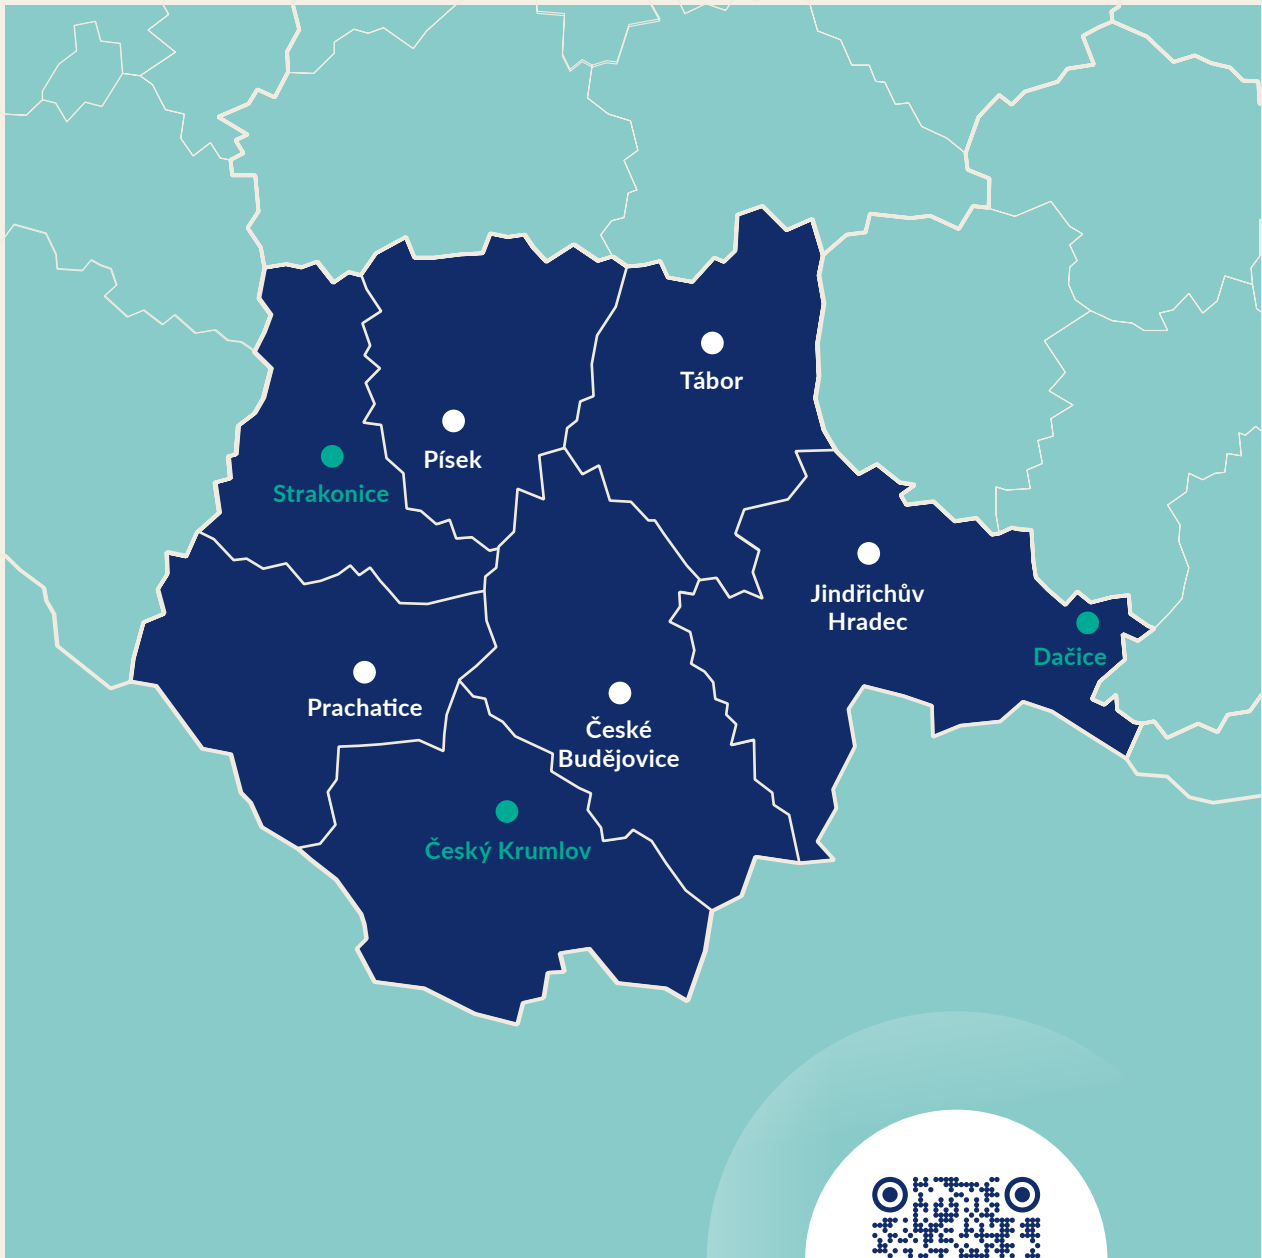 Tábor
Písek
Strakonice
Jindřichův
Hradec
Dačice
Prachatice
České
Budějovice
Český Krumlov